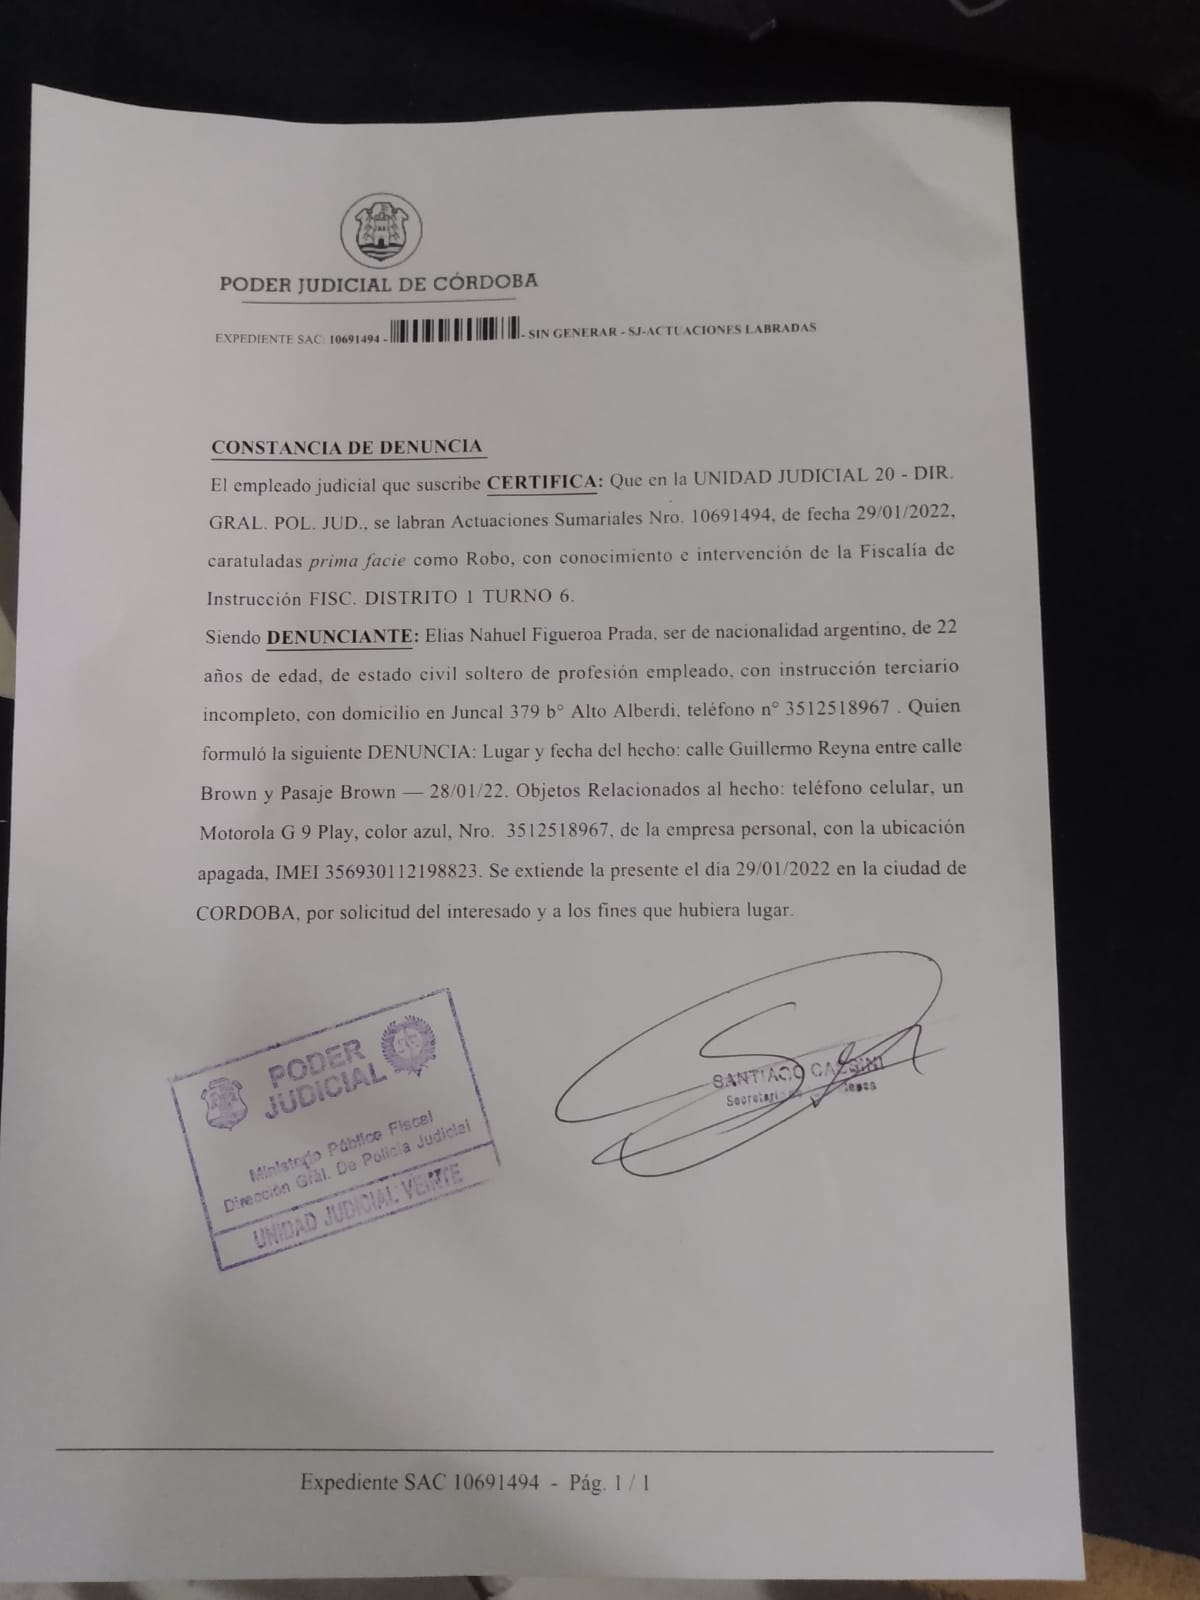 PODER JUDICIAL DE CÓRDOBA
EXPEDIENTE SAC: 10691494 - - SIN GENERAR - SJ-ACTUACIONES LABRADAS
CONSTANCIA DE DENUNCIA
El empleado judicial que suscribe CERTIFICA: Que en la UNIDAD JUDICIAL 20 - DIR.
GRAL. POL. JUD., se labran Actuaciones Sumariales Nro. 10691494, de fecha 29/01/2022,
caratuladas prima facie como Robo, con conocimiento e intervención de la Fiscalía de
Instrucción FISC. DISTRITO 1 TURNO 6.
Siendo DENUNCIANTE: Elias Nahuel Figueroa Prada, ser de nacionalidad argentino, de 22
años de edad, de estado civil soltero de profesión empleado, con instrucción terciario
incompleto, con domicilio en Juncal 379 b° Alto Alberdi, teléfono n° 3512518967 . Quien
formuló la siguiente DENUNCIA: Lugar y fecha del hecho: calle Guillermo Reyna entre calle
Brown y Pasaje Brown — 28/01/22. Objetos Relacionados al hecho: teléfono celular, un
Motorola G 9 Play, color azul, Nro. 3512518967, de la empresa personal, con la ubicación
apagada, IMEI 356930112198823. Se extiende la presente el día 29/01/2022 en la ciudad de
CORDOBA, por solicitud del interesado y a los fines que hubiera lugar.
PODER
JUDICIAL
Ministerio Público Fiscal
Dirección Gral. De Policía Judicial
UNIDAD JUDICIAL VEINTE
SANTIAGO CASSINI
Expediente SAC 10691494 - Pág. 1 / 1